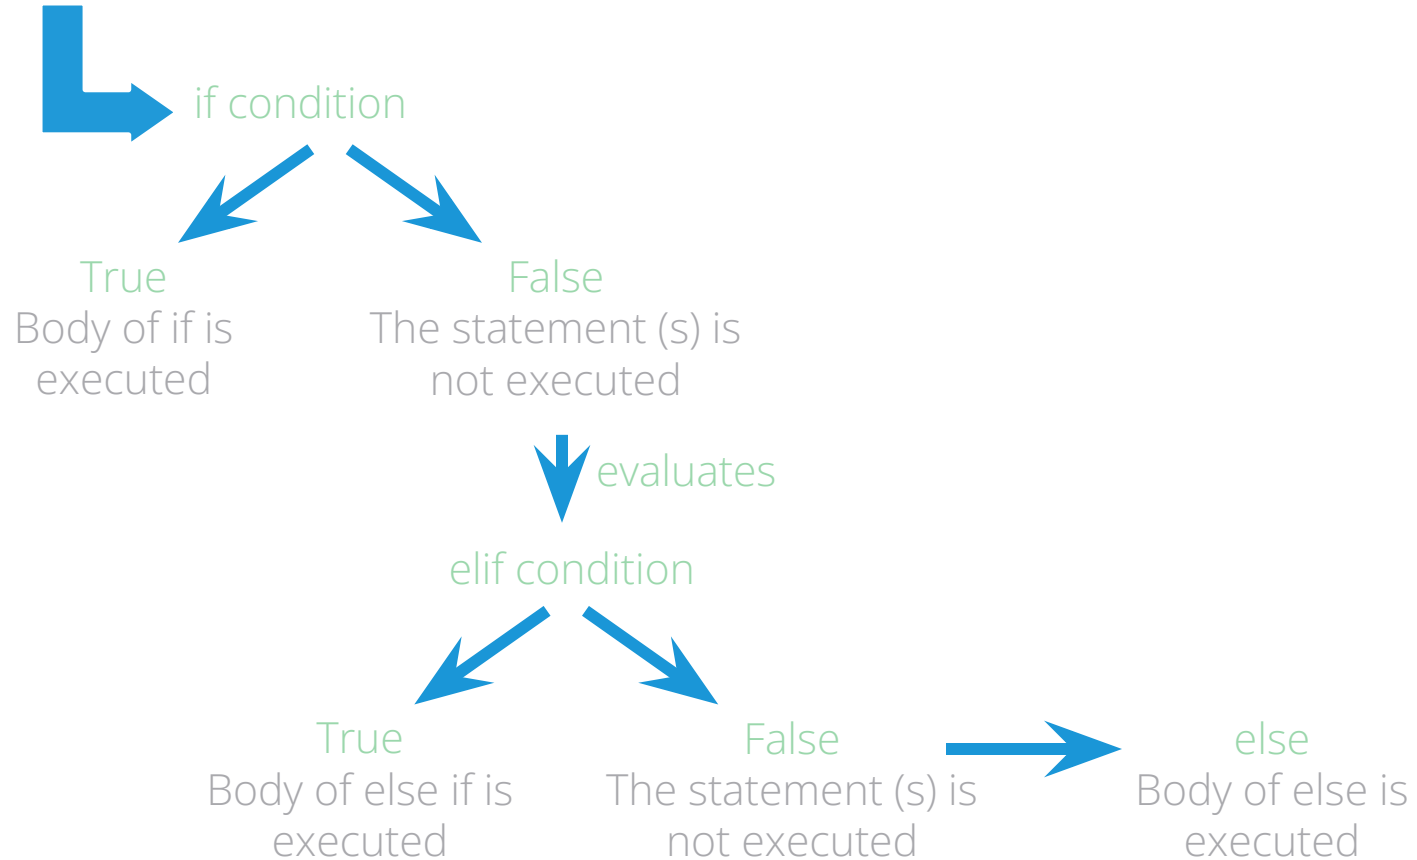 if condition
True
Body of if is
executed
False
The statement (s) is
not executed
evaluates
elif condition
True
Body of else if is
executed
False
The statement (s) is
not executed
else
Body of else is
executed